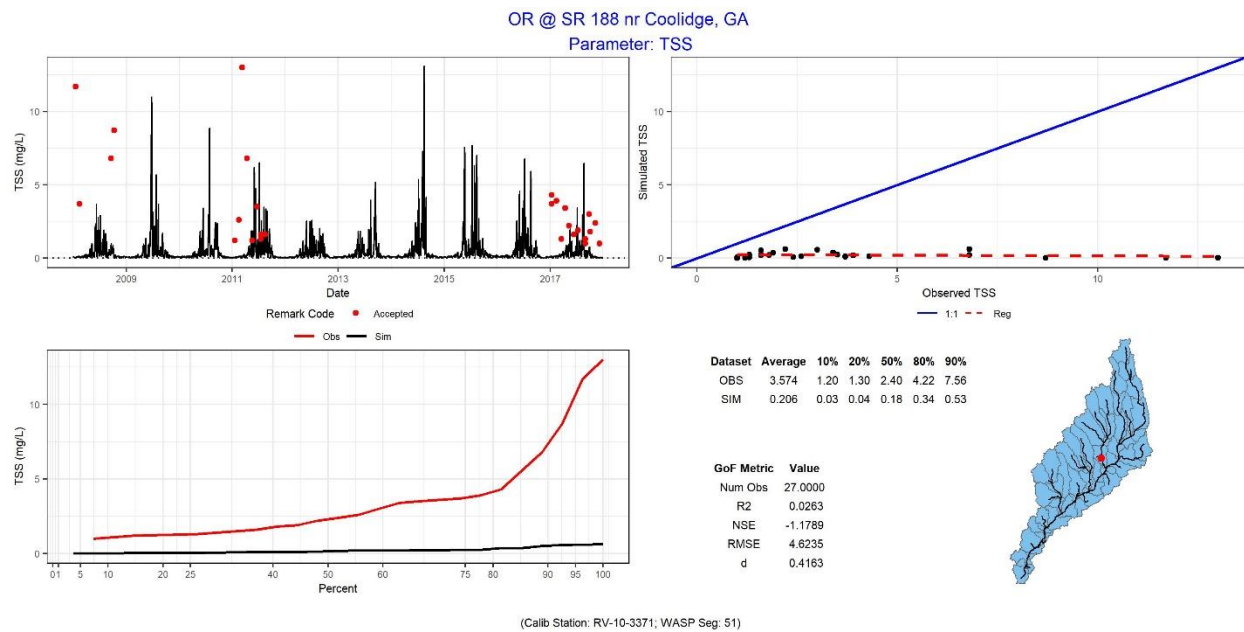 OR @ SR 188 nr Coolidge, GA
Parameter: TSS
TSS (mg/L)
10
5
0
2009
2011
2013
2015
2017
Date
Remark Code
Accepted
Simulated TSS
10
5
0
0
5
10
Observed TSS
1:1
Reg
Obs
Sim
TSS (mg/L)
10
5
0
0 1 5 10 20 25 40 50 60 75 80 90 95 100
Percent
Dataset Average 10% 20% 50% 80% 90%
OBS 3.574 1.20 1.30 2.40 4.22 7.56
SIM 0.206 0.03 0.04 0.18 0.34 0.53
GoF Metric Value
Num Obs 27.0000
R2 0.0263
NSE -1.1789
RMSE 4.6235
d 0.4163
(Calib Station: RV-10-3371; WASP Seg: 51)